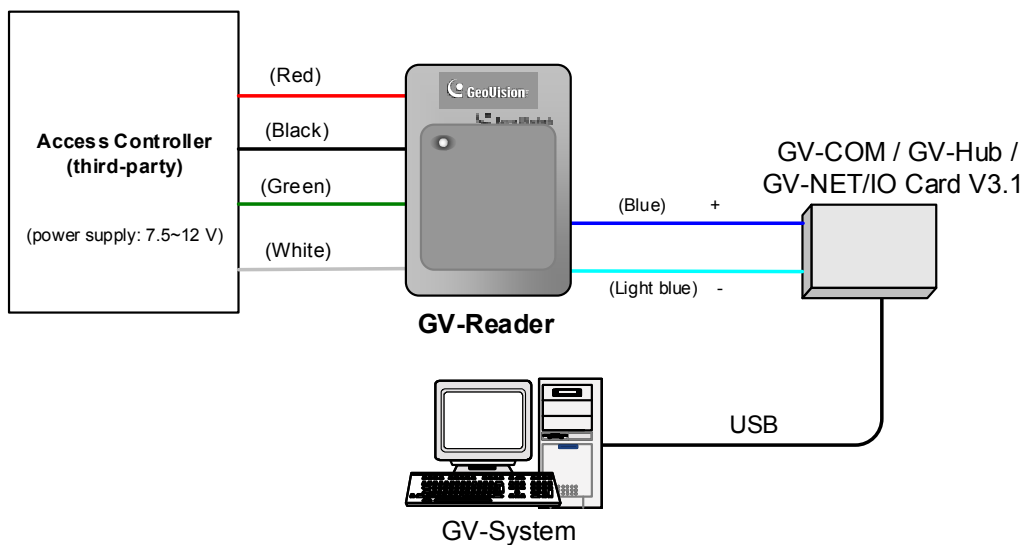 Access Controller
(third-party)
(power supply: 7.5~12 V)
(Red)
(Black)
(Green)
(White)
GeoVision
GV-Reader
(Blue) +
(Light blue) -
GV-COM / GV-Hub /
GV-NET/IO Card V3.1
USB
GV-System